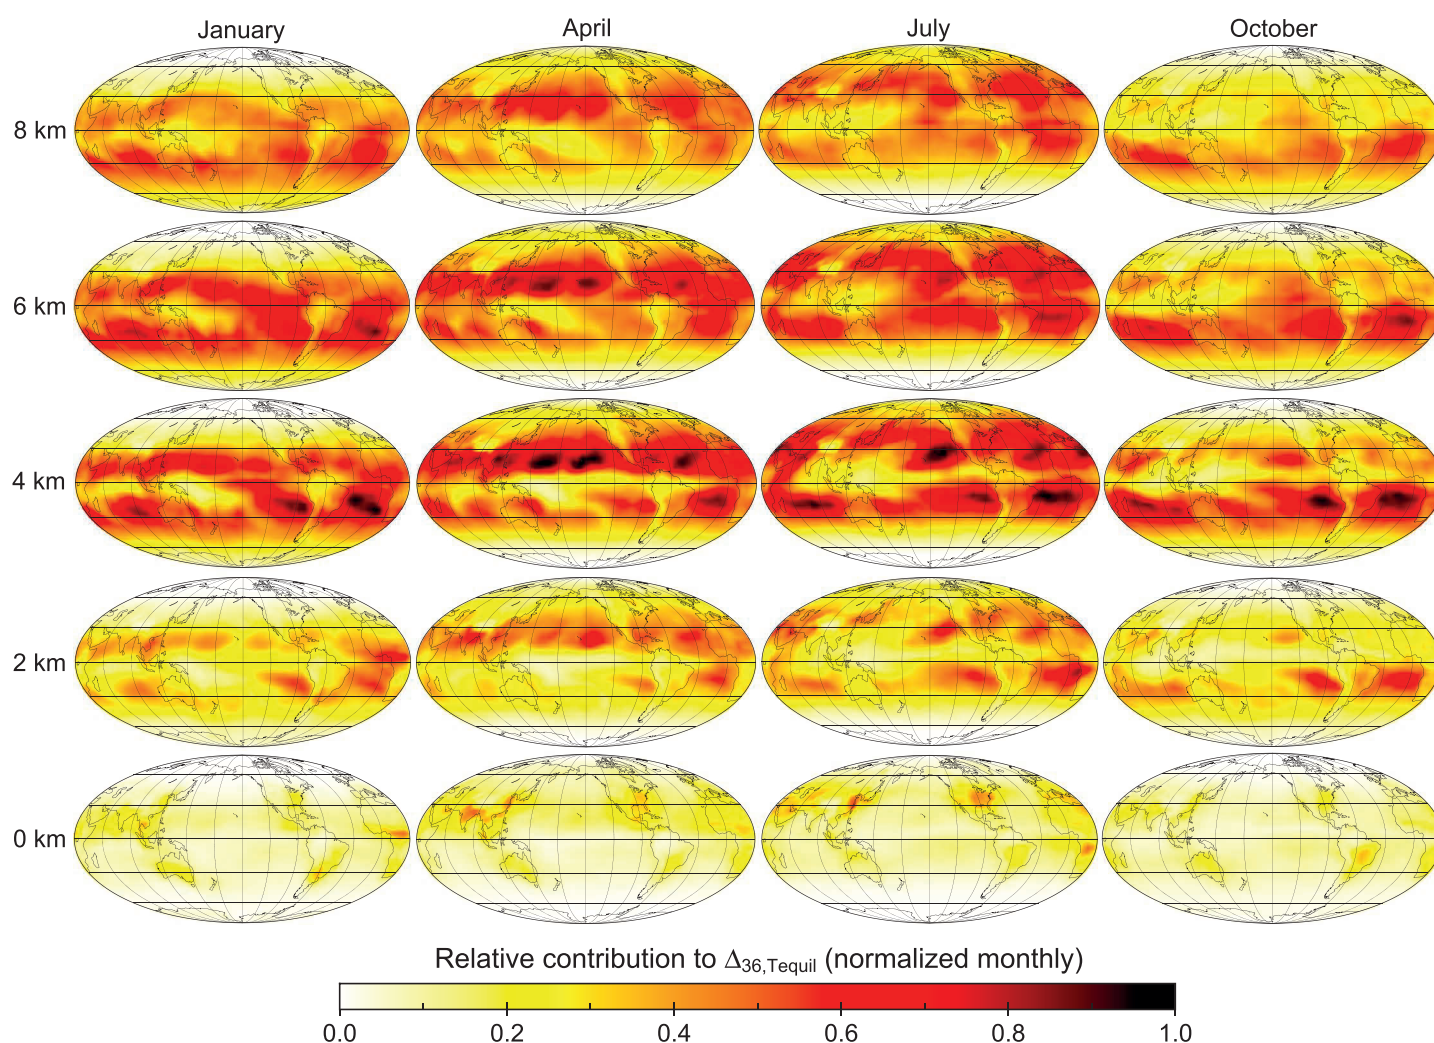 January April July October
8 km
6 km
4 km
2 km
0 km
Relative contribution to Δ36,Tequil (normalized monthly)
0.0 0.2 0.4 0.6 0.8 1.0